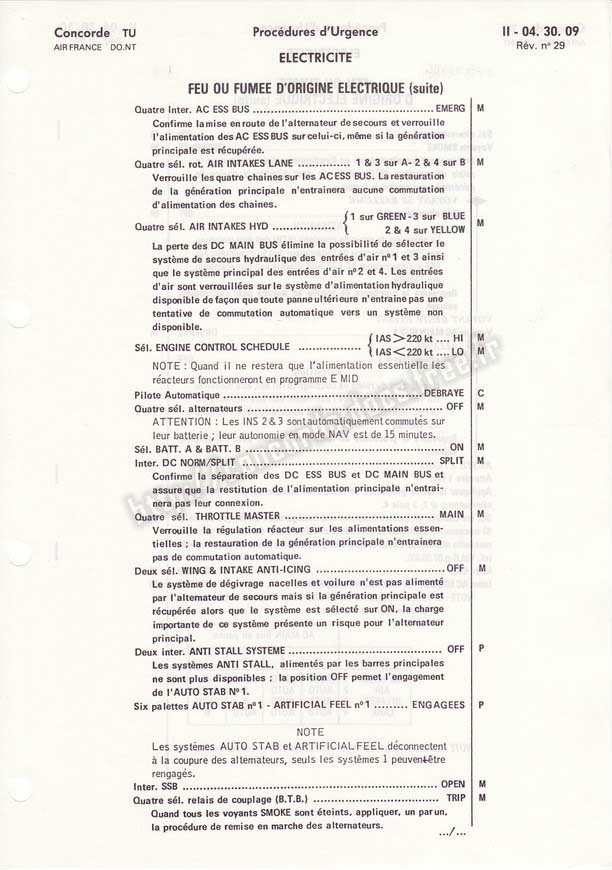 Concorde TU Procédures d'Urgence II - 04. 30. 09
AIR FRANCE DO.NT Rév. n° 29
ELECTRICITE
FEU OU FUMEE D'ORIGINE ELECTRIQUE (suite)
Quatre Inter. AC ESS BUS ........ EMERG M
Confirme la mise en route de l'alternateur de secours et verrouille
l'alimentation des AC ESS BUS sur celui-ci, même si la génération
principale est récupérée.
Quatre sél. rot. AIR INTAKES LANE ........ 1 & 3 sur A- 2 & 4 sur B M
Verrouille les quatre chaines sur les AC ESS BUS. La restauration
de la génération principale n'entrainera aucune commutation
d'alimentation des chaines.
Quatre sél. AIR INTAKES HYD ........ { 1 sur GREEN - 3 sur BLUE
2 & 4 sur YELLOW M
La perte des DC MAIN BUS élimine la possibilité de sélecter le
système de secours hydraulique des entrées d'air n°1 et 3 ainsi
que le système principal des entrées d'air n°2 et 4. Les entrées
d'air sont verrouillées sur le système d'alimentation hydraulique
disponible de façon que toute panne ultérieure n'entraine pas une
tentative de commutation automatique vers un système non
disponible.
Sél. ENGINE CONTROL SCHEDULE ........ { IAS > 220 kt .... HI M
IAS < 220 kt .... LO M
NOTE : Quand il ne restera que l'alimentation essentielle les
réacteurs fonctionneront en programme E MID
Pilote Automatique ........ DEBRAYE C
Quatre sél. alternateurs ........ OFF M
ATTENTION : Les INS 2 & 3 sont automatiquement commutés sur
leur batterie ; leur autonomie en mode NAV est de 15 minutes.
Sél. BATT. A & BATT. B ........ ON M
Inter. DC NORM/SPLIT ........ SPLIT M
Confirme la séparation des DC ESS BUS et DC MAIN BUS et
assure que la restitution de l'alimentation principale n'entrai-
nera pas leur connexion.
Quatre sél. THROTTLE MASTER ........ MAIN M
Verrouille la régulation réacteur sur les alimentations essen-
tielles ; la restauration de la génération principale n'entrainera
pas de commutation automatique.
Deux sél. WING & INTAKE ANTI-ICING ........ OFF M
Le système de dégivrage nacelles et voilure n'est pas alimenté
par l'alternateur de secours mais si la génération principale est
récupérée alors que le système est sélecté sur ON, la charge
importante de ce système présente un risque pour l'alternateur
principal.
Deux inter. ANTI STALL SYSTEME ........ OFF P
Les systèmes ANTI STALL, alimentés par les barres principales
ne sont plus disponibles ; la position OFF permet l'engagement
de l'AUTO STAB N°1.
Six palettes AUTO STAB n°1 - ARTIFICIAL FEEL n°1 ........ ENGAGEES P
NOTE
Les systèmes AUTO STAB et ARTIFICIAL FEEL déconnectent
à la coupure des alternateurs, seuls les systèmes 1 peuvent être
rengagés.
Inter. SSB ........ OPEN M
Quatre sél. relais de couplage (B.T.B.) ........ TRIP M
Quand tous les voyants SMOKE sont éteints, appliquer, un par un,
la procédure de remise en marche des alternateurs.
.../...